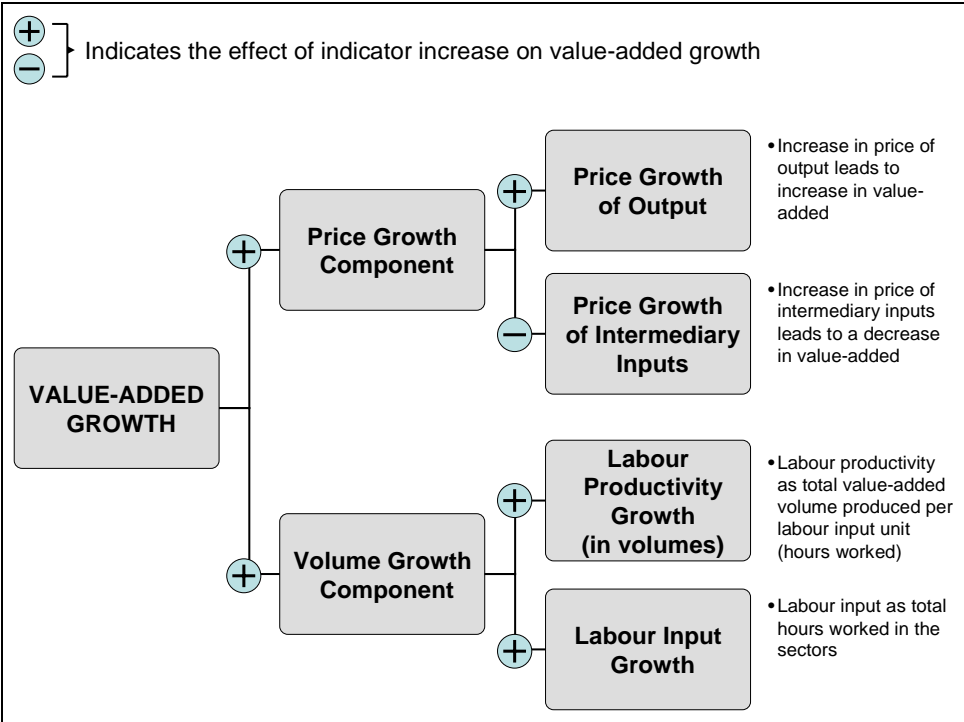 Indicates the effect of indicator increase on value-added growth
VALUE-ADDED
GROWTH
Price Growth
Component
Price Growth
of Output
•Increase in price of
output leads to
increase in value-
added
Price Growth
of Intermediary
Inputs
•Increase in price of
intermediary inputs
leads to a decrease
in value-added
Volume Growth
Component
Labour
Productivity
Growth
(in volumes)
•Labour productivity
as total value-added
volume produced per
labour input unit
(hours worked)
Labour Input
Growth
•Labour input as total
hours worked in the
sectors